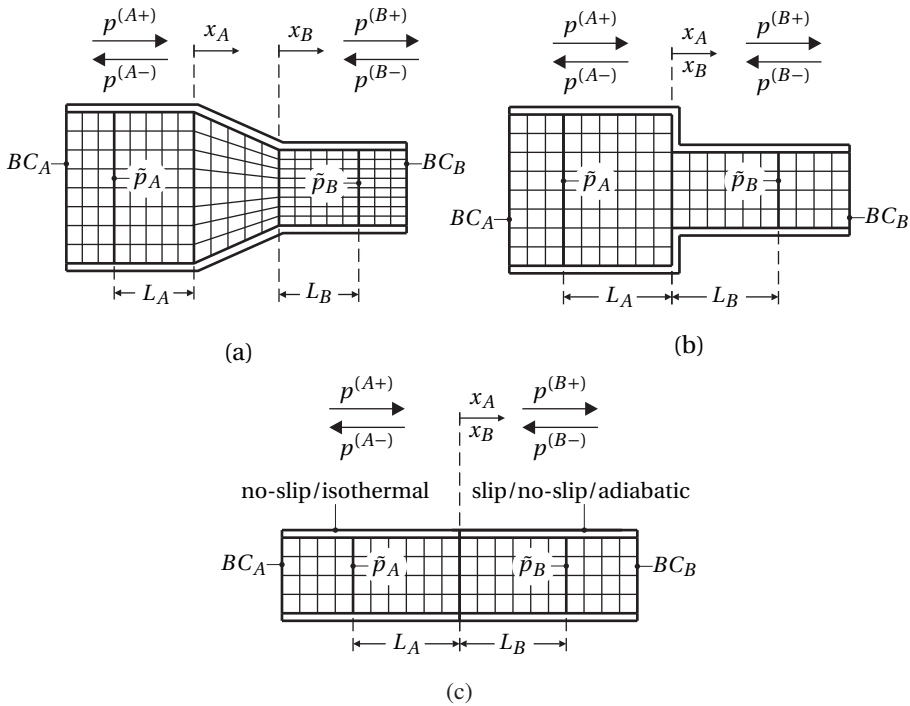 p^(A+) x_A x_B p^(B+)
p^(A-) p^(B-)
BC_A p̃_A p̃_B BC_B
L_A L_B
(a)
p^(A+) x_A p^(B+)
p^(A-) x_B p^(B-)
BC_A p̃_A p̃_B BC_B
L_A L_B
(b)
p^(A+) x_A p^(B+)
p^(A-) x_B p^(B-)
no-slip/isothermal slip/no-slip/adiabatic
BC_A p̃_A p̃_B BC_B
L_A L_B
(c)